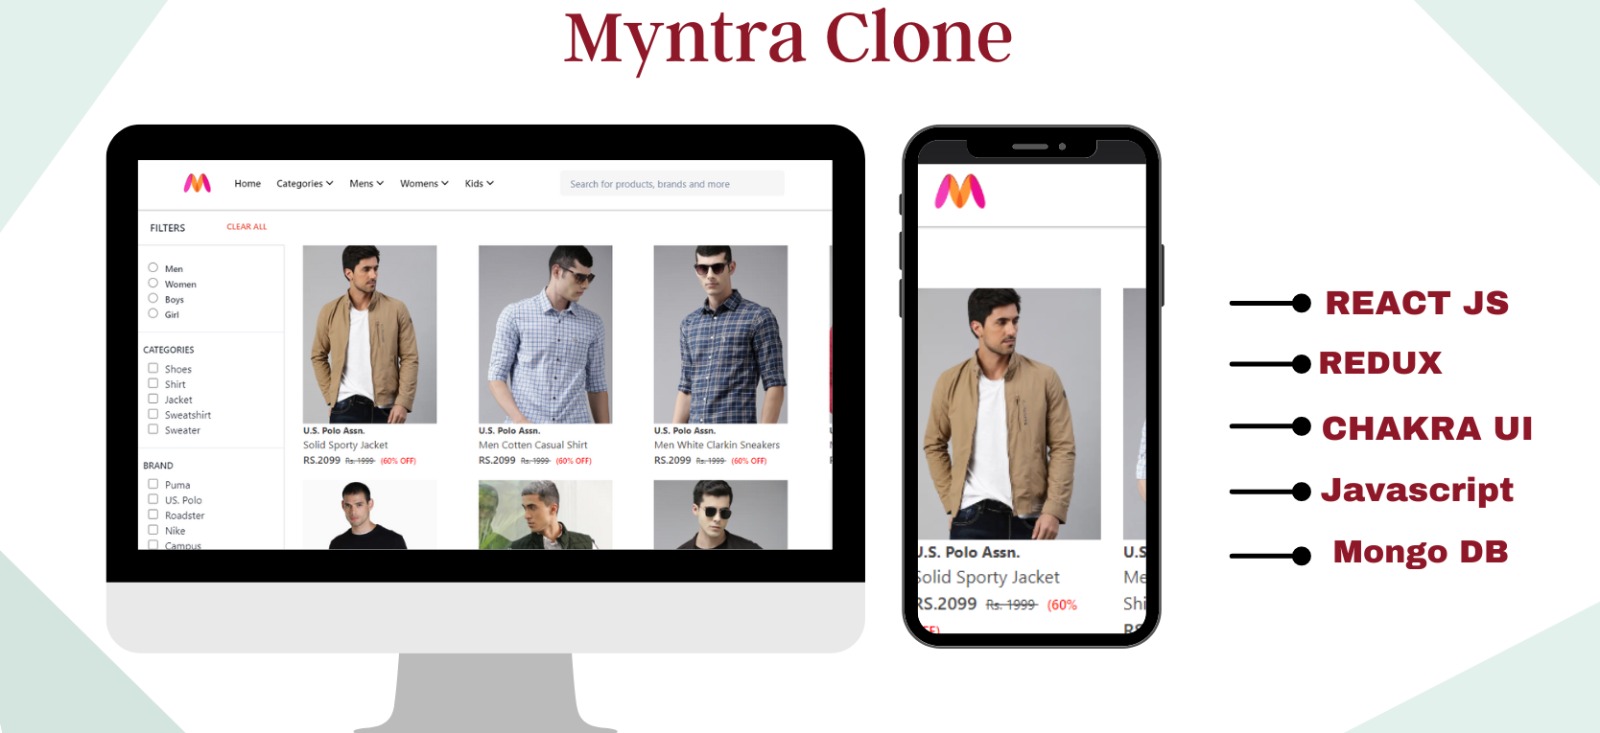 Myntra Clone
Home Categories Mens Womens Kids Search for products, brands and more
FILTERS CLEAR ALL
Men
Women
Boys
Girl
CATEGORIES
Shoes
Shirt
Jacket
Sweatshirt
Sweater
BRAND
Puma
US. Polo
Roadster
Nike
Campus
U.S. Polo Assn.
Solid Sporty Jacket
RS.2099 Rs. 1999 (60% OFF)
U.S. Polo Assn.
Men Cotten Casual Shirt
RS.2099 Rs. 1999 (60% OFF)
U.S. Polo Assn.
Men White Clarkin Sneakers
RS.2099 Rs. 1999 (60% OFF)
U.S. Polo Assn.
Solid Sporty Jacket
RS.2099 Rs. 1999 (60%
OFF)
U.S
Me
Shi
RS
REACT JS
REDUX
CHAKRA UI
Javascript
Mongo DB